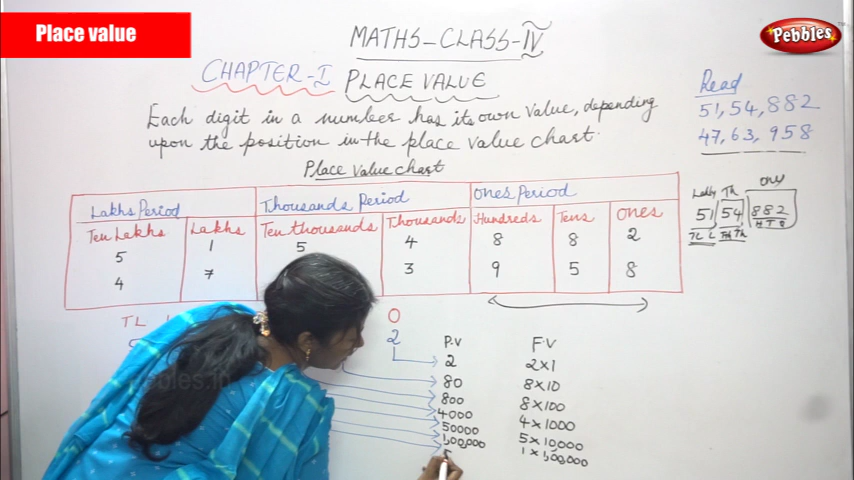 Place value
MATHS-CLASS-IV
Pebbles
CHAPTER-I PLACE VALUE
Each digit in a number has its own value, depending
upon the position in the place value chart.
Place value chart
Read
51,54,882
47,63,958
Lakhs Period Thousands Period Ones Period
Ten Lakhs Lakhs Ten thousands Thousands Hundreds Tens Ones
5 1 5 4 8 8 2
4 7 3 9 5 8
Th
51 54 882
TL L TTh Th H T O
TL O
2
P.V F.V
2 2×1
80 8×10
800 8×100
4000 4×1000
50000 5×10000
1,00,000 1×1,00,000
5
Pebbles.in